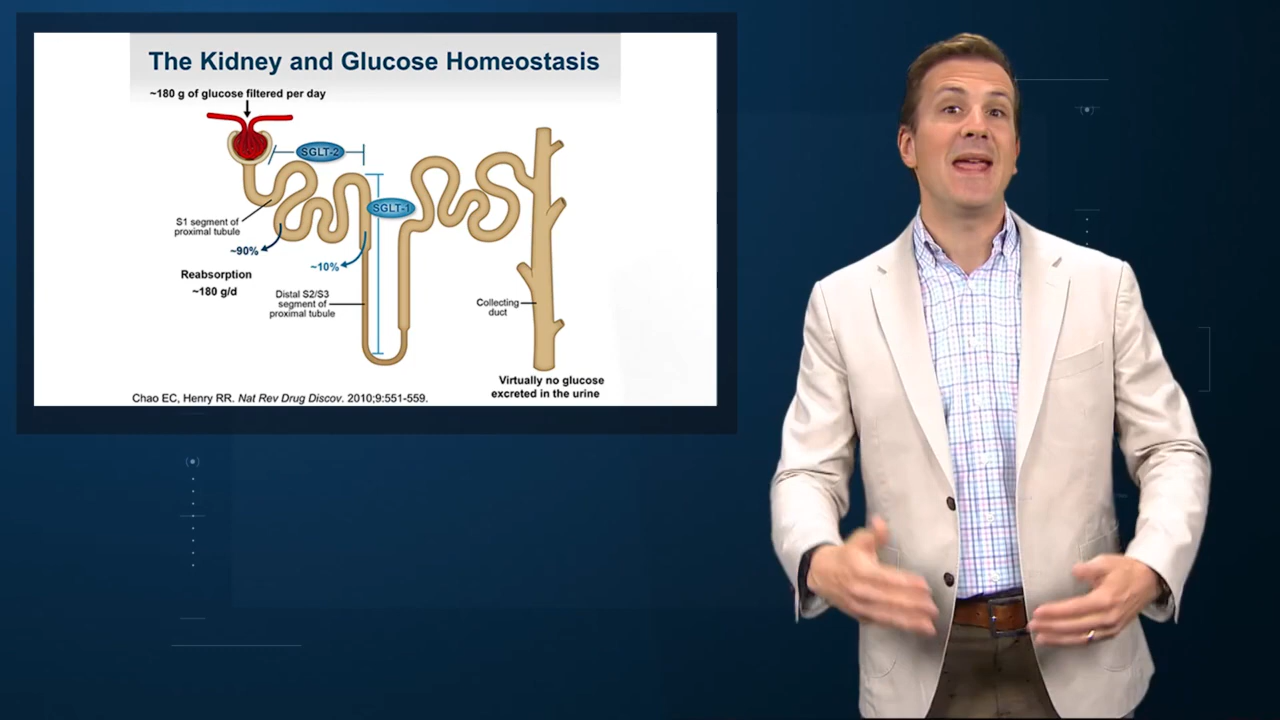 The Kidney and Glucose Homeostasis
~180 g of glucose filtered per day
SGLT-2
SGLT-1
S1 segment of
proximal tubule
~90%
~10%
Reabsorption
~180 g/d
Distal S2/S3
segment of
proximal tubule
Collecting
duct
Virtually no glucose
excreted in the urine
Chao EC, Henry RR. Nat Rev Drug Discov. 2010;9:551-559.